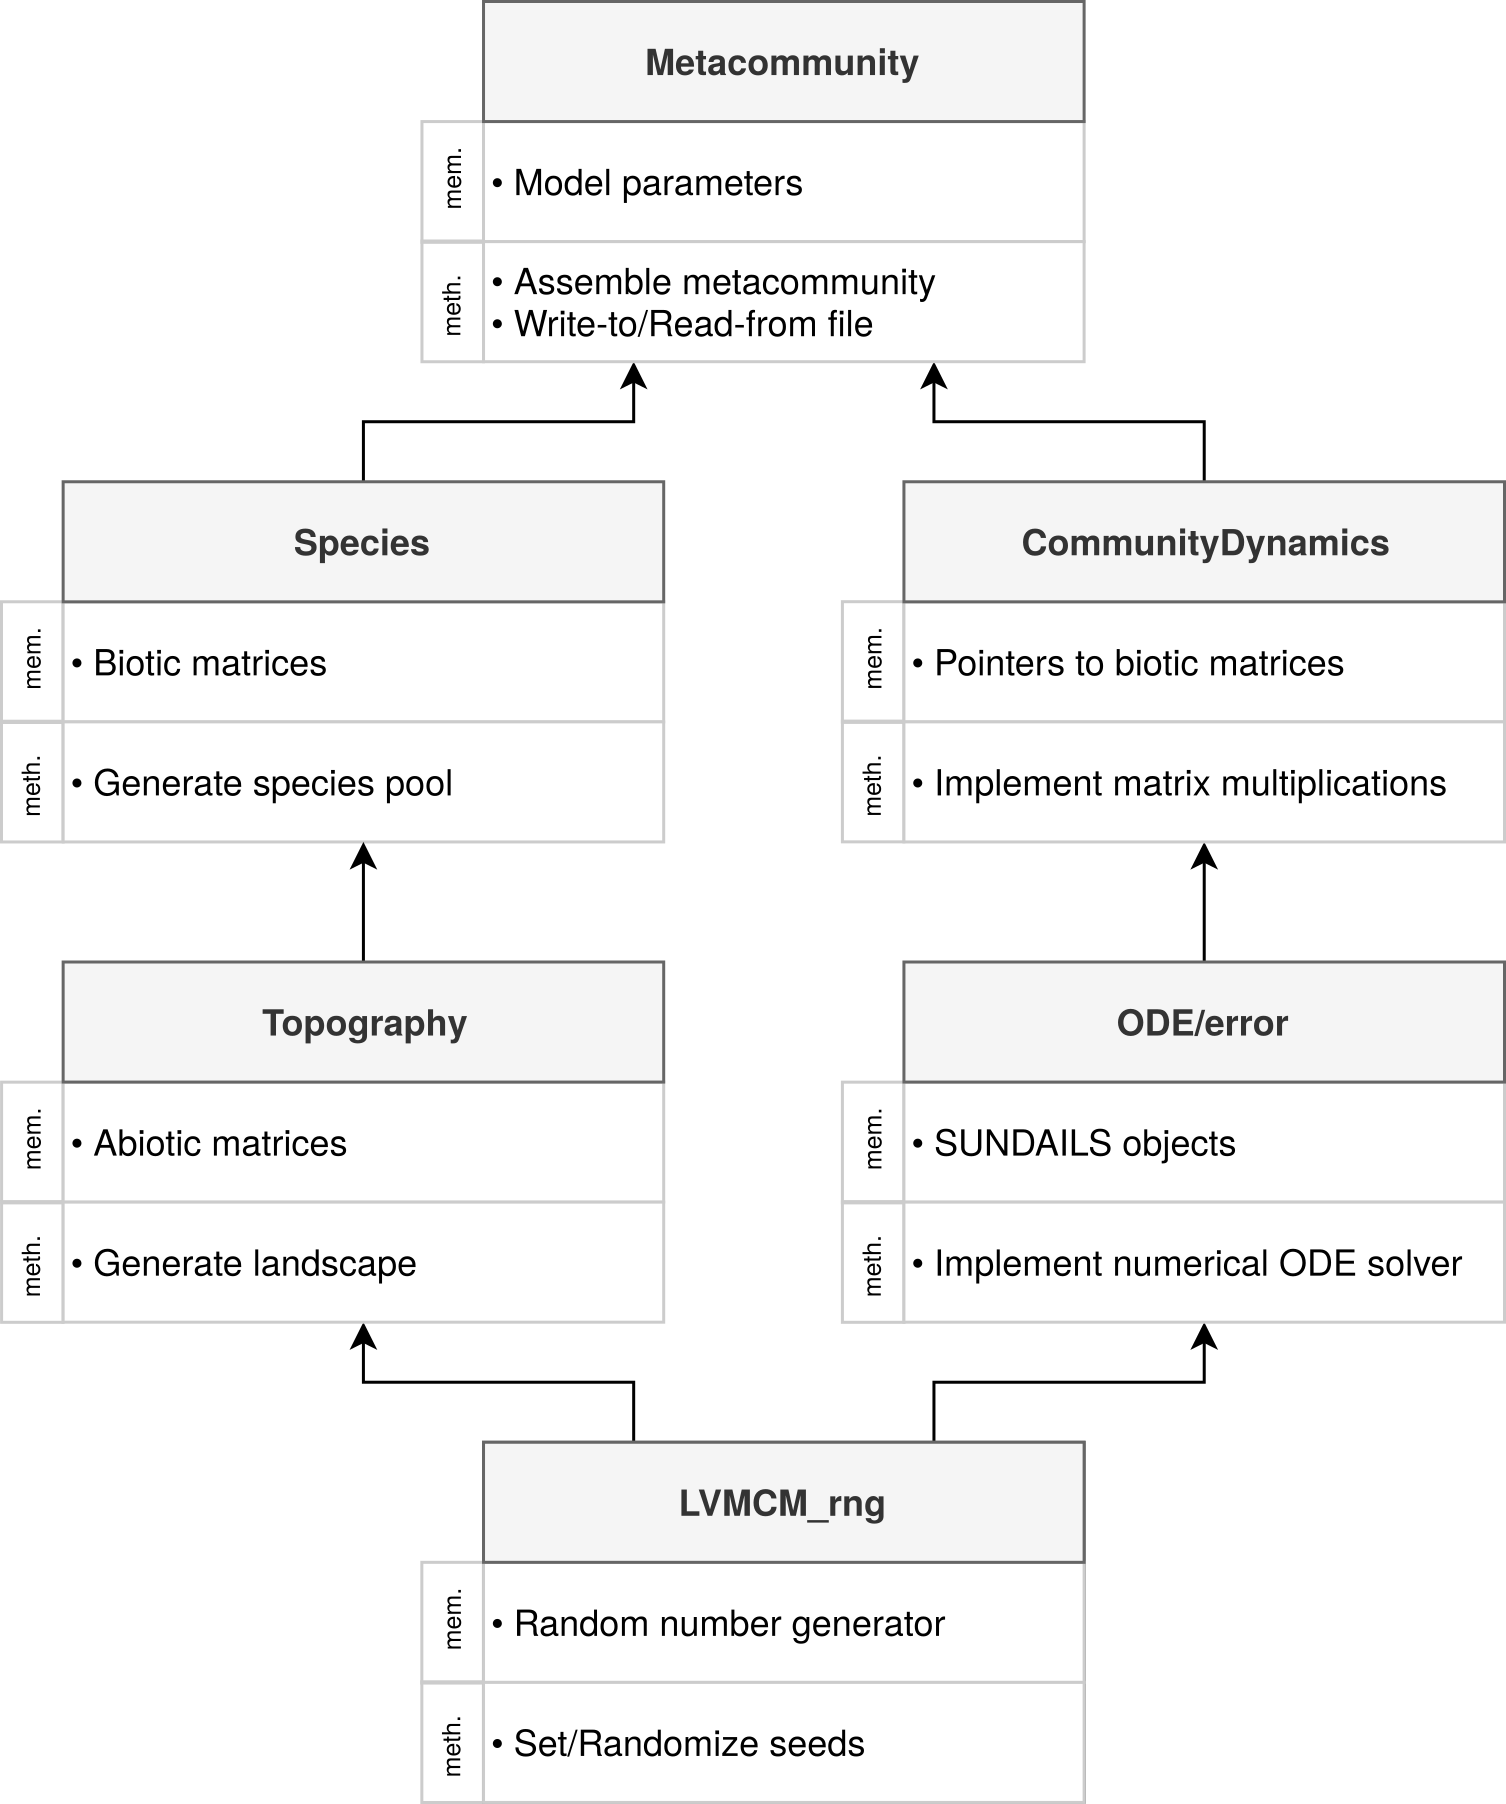 Metacommunity
mem.
• Model parameters
meth.
• Assemble metacommunity
• Write-to/Read-from file
Species
mem.
• Biotic matrices
meth.
• Generate species pool
CommunityDynamics
mem.
• Pointers to biotic matrices
meth.
• Implement matrix multiplications
Topography
mem.
• Abiotic matrices
meth.
• Generate landscape
ODE/error
mem.
• SUNDAILS objects
meth.
• Implement numerical ODE solver
LVMCM_rng
mem.
• Random number generator
meth.
• Set/Randomize seeds